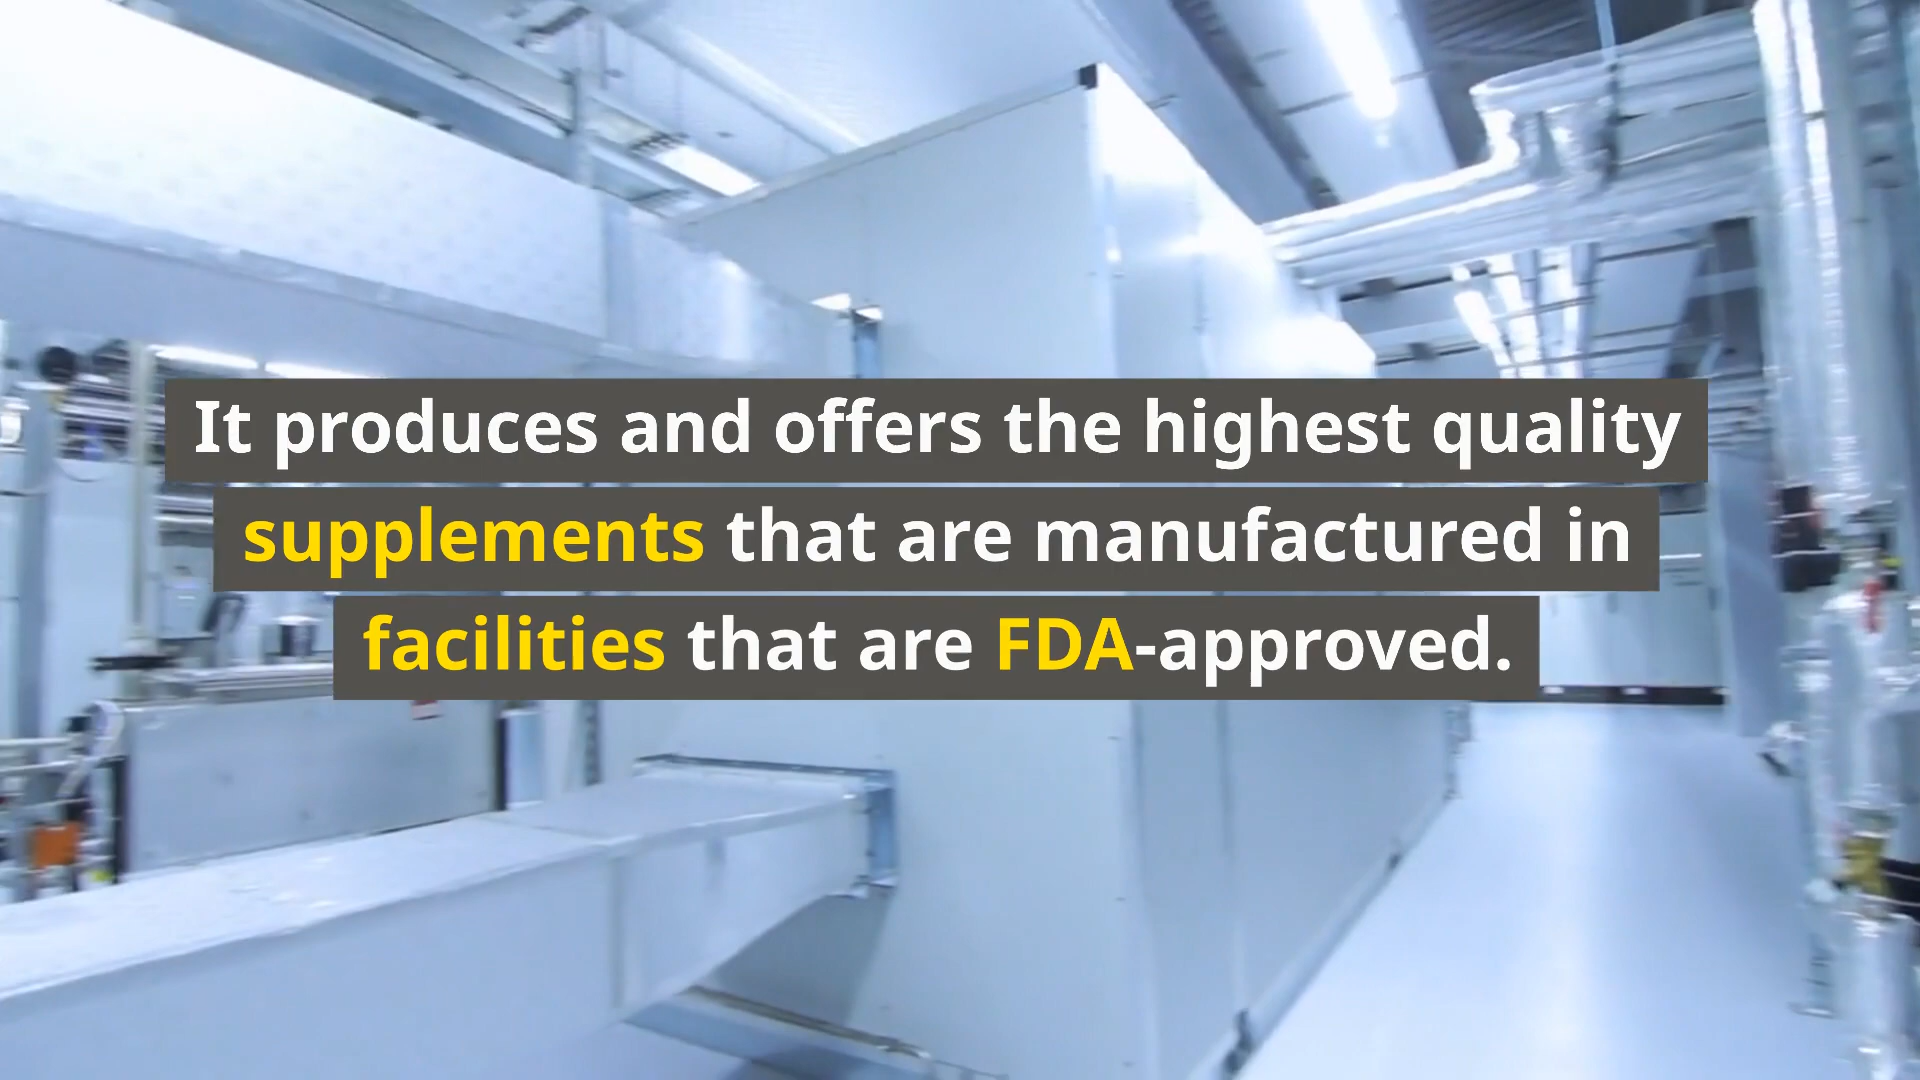 It produces and offers the highest quality
supplements that are manufactured in
facilities that are FDA-approved.